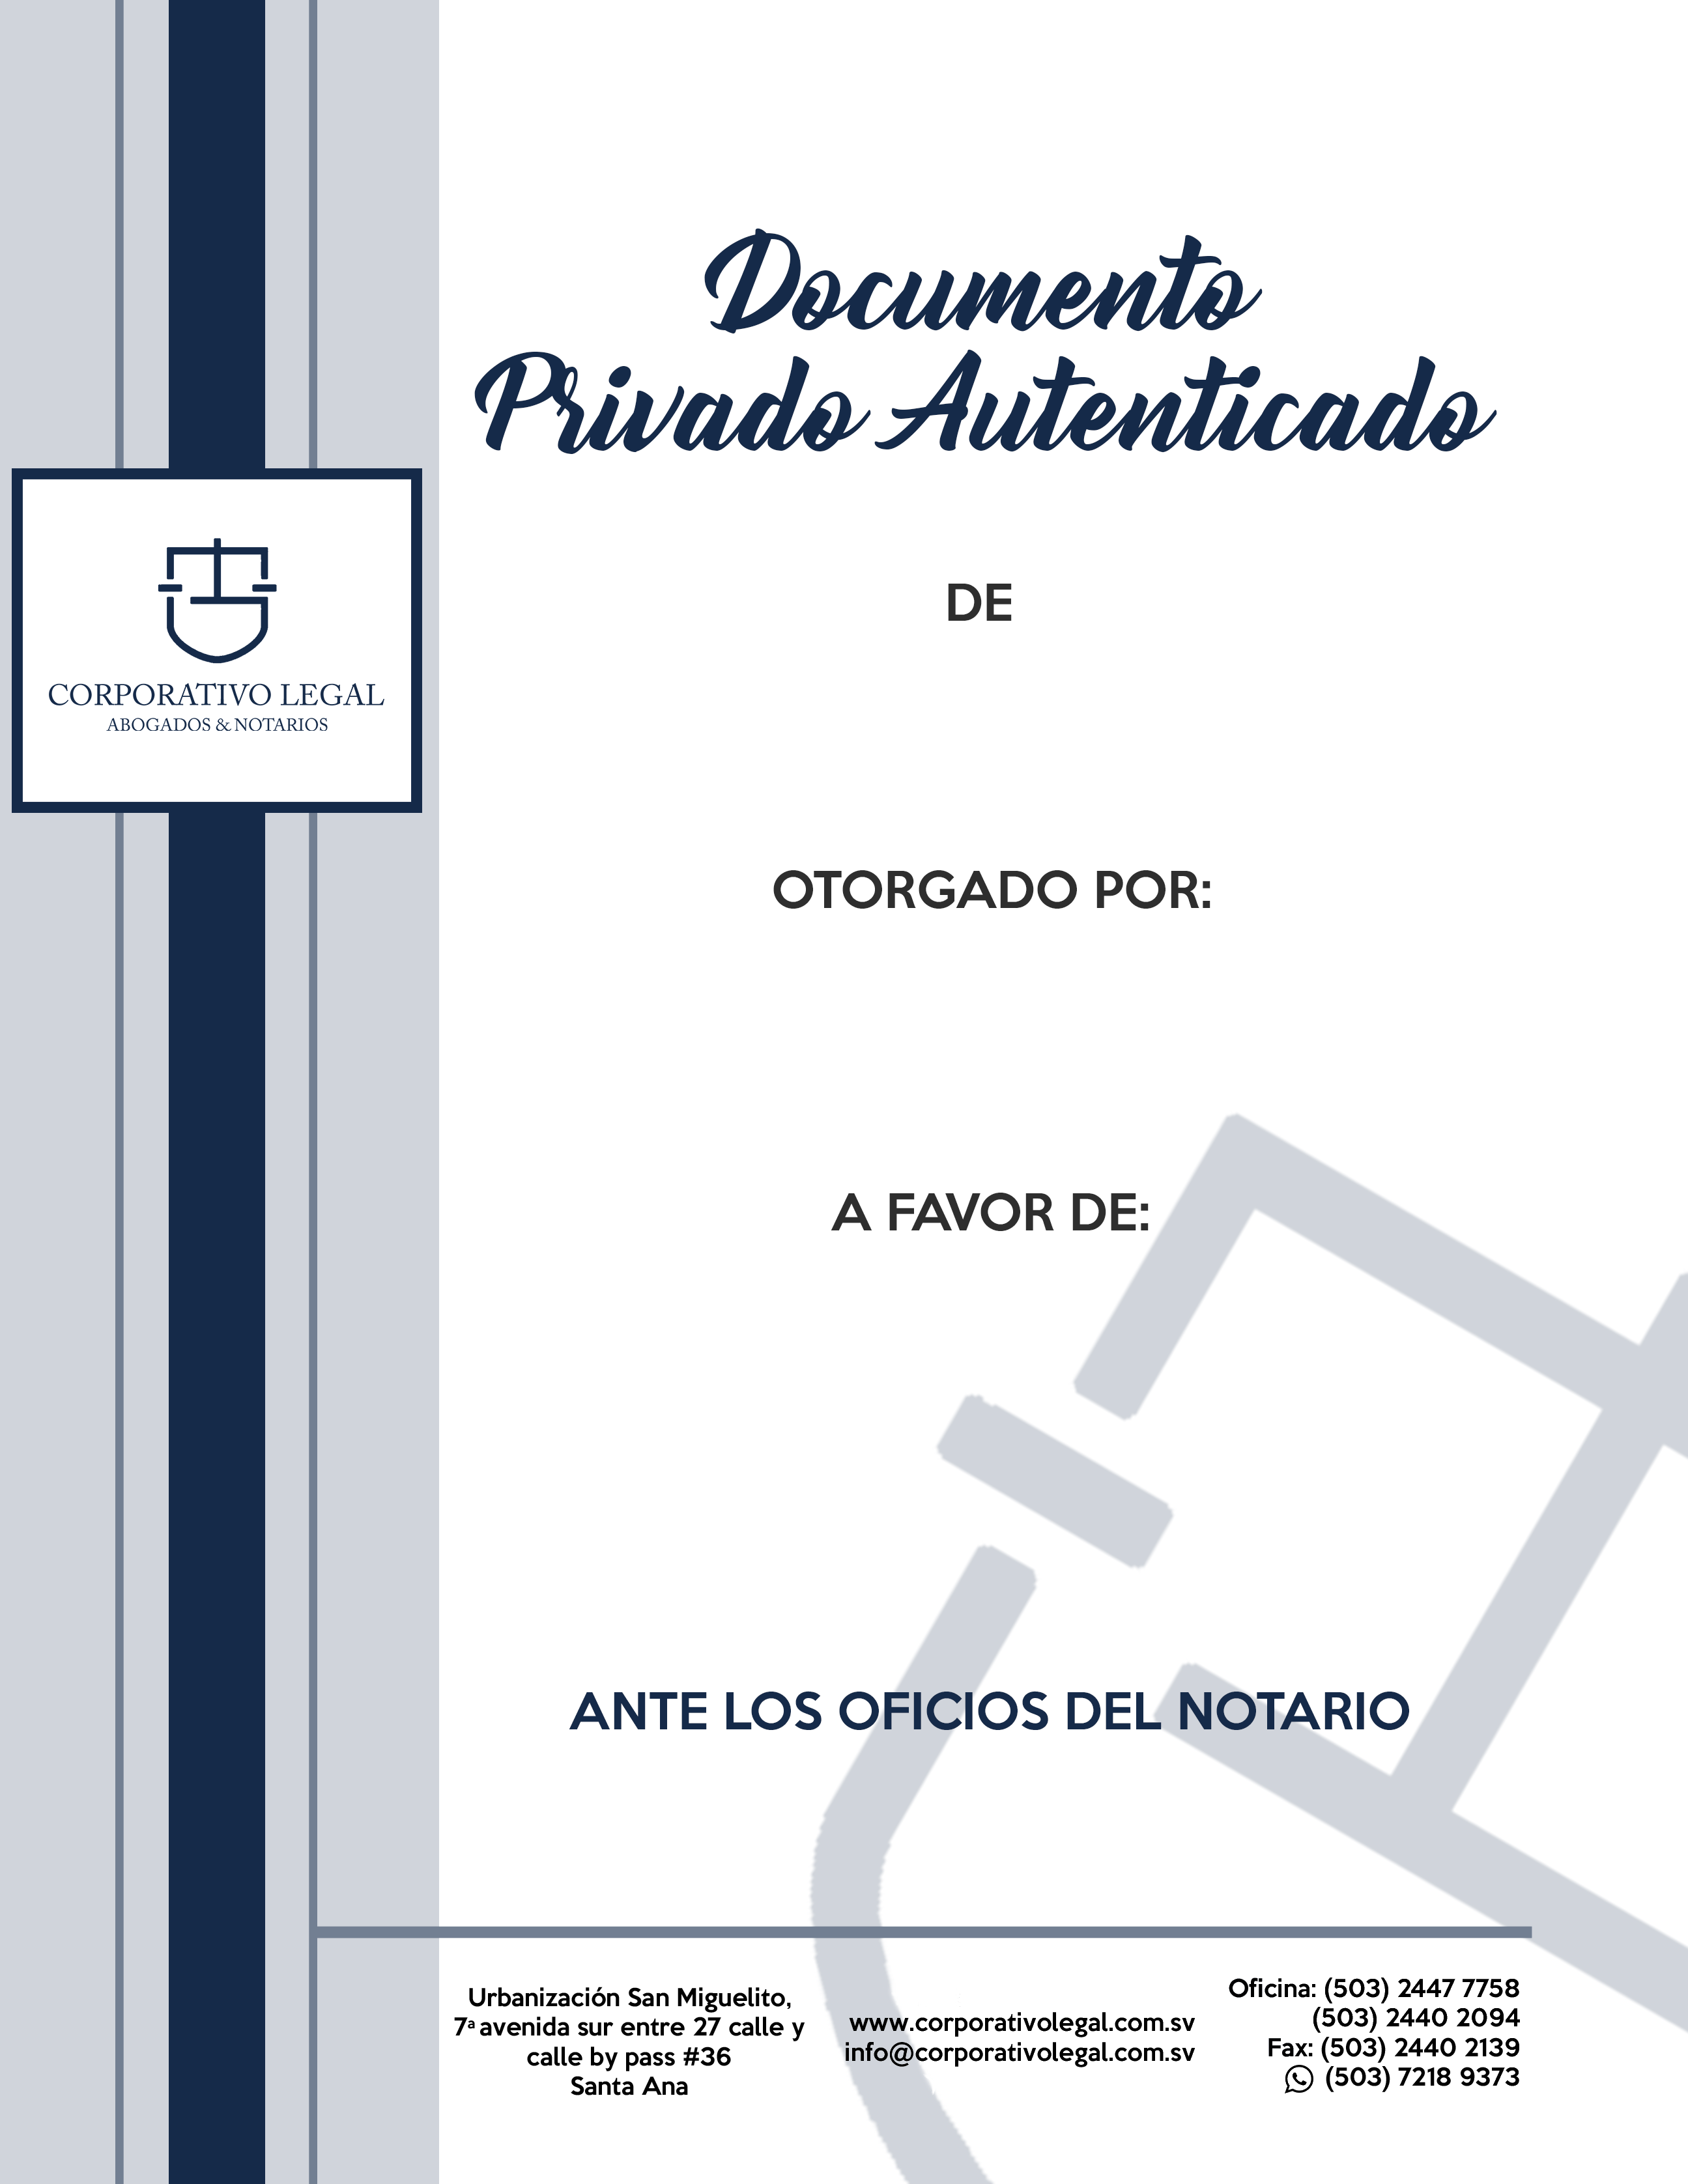 Documento
Privado Autenticado
DE
CORPORATIVO LEGAL
ABOGADOS & NOTARIOS
OTORGADO POR:
A FAVOR DE:
ANTE LOS OFICIOS DEL NOTARIO
Urbanización San Miguelito,
7ª avenida sur entre 27 calle y
calle by pass #36
Santa Ana
www.corporativolegal.com.sv
info@corporativolegal.com.sv
Oficina: (503) 2447 7758
(503) 2440 2094
Fax: (503) 2440 2139
(503) 7218 9373